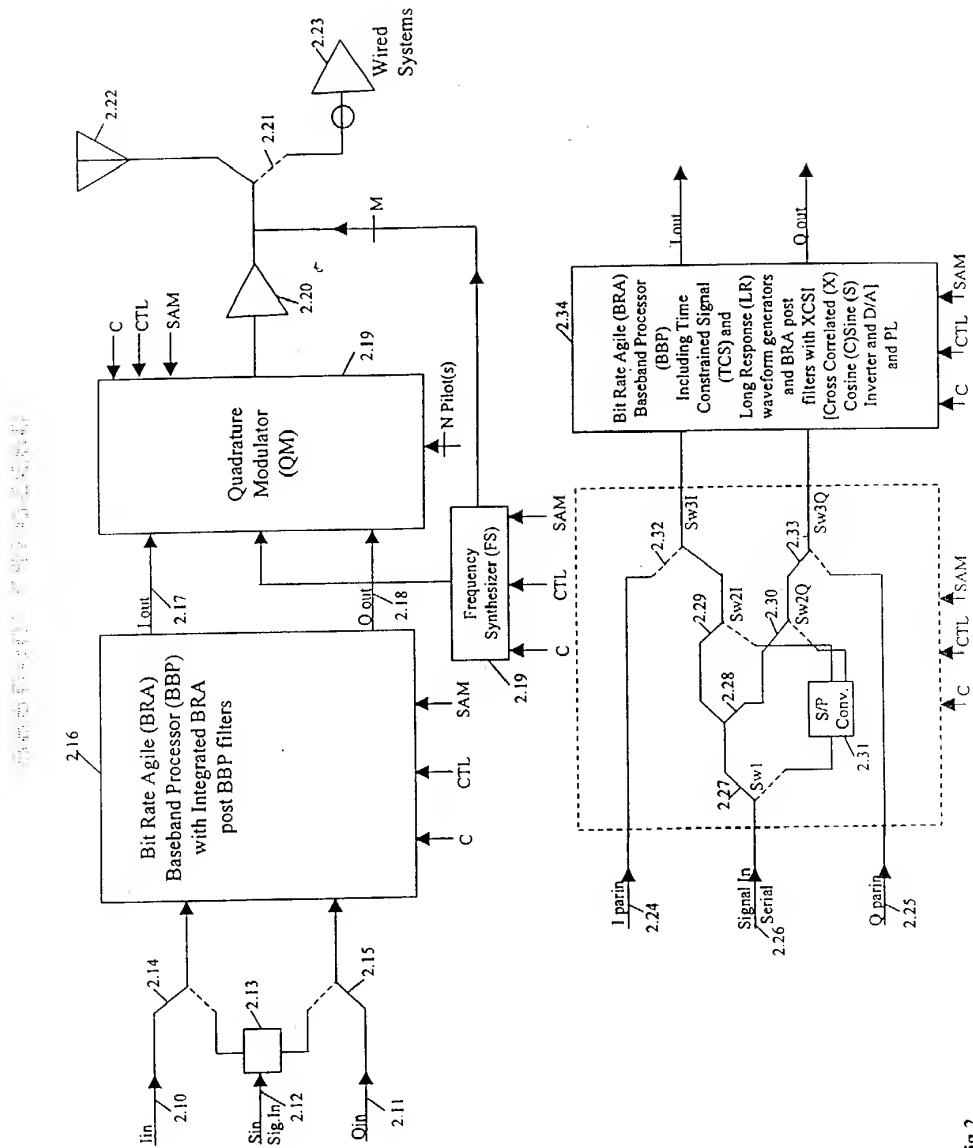 2.22
2.23
Wired
Systems
2.21
M
2.20
C
CTL
SAM
2.19
Quadrature
Modulator
(QM)
N Pilot(s)
I out
2.17
Q out
2.18
Frequency
Synthesizer (FS)
2.19
C
CTL
SAM
2.16
Bit Rate Agile (BRA)
Baseband Processor (BBP)
with Integrated BRA
post BBP filters
C
CTL
SAM
2.14
2.13
2.15
Iin
2.10
Sin
Sig.In
2.12
Qin
2.11
I out
Q out
2.34
Bit Rate Agile (BRA)
Baseband Processor
(BBP)
Including Time
Constrained Signal
(TCS) and
Long Response (LR)
waveform generators
and BRA post
filters with XCSI
[Cross Correlated (X)
Cosine (C)Sine (S)
Inverter and D/A]
and PL
C
CTL
SAM
2.32
Sw3I
2.33
Sw3Q
2.29
Sw2I
2.30
Sw2Q
2.28
2.27
Sw1
S/P
Conv.
2.31
C
CTL
SAM
I parin
2.24
Signal In
Serial
2.26
Q parin
2.25